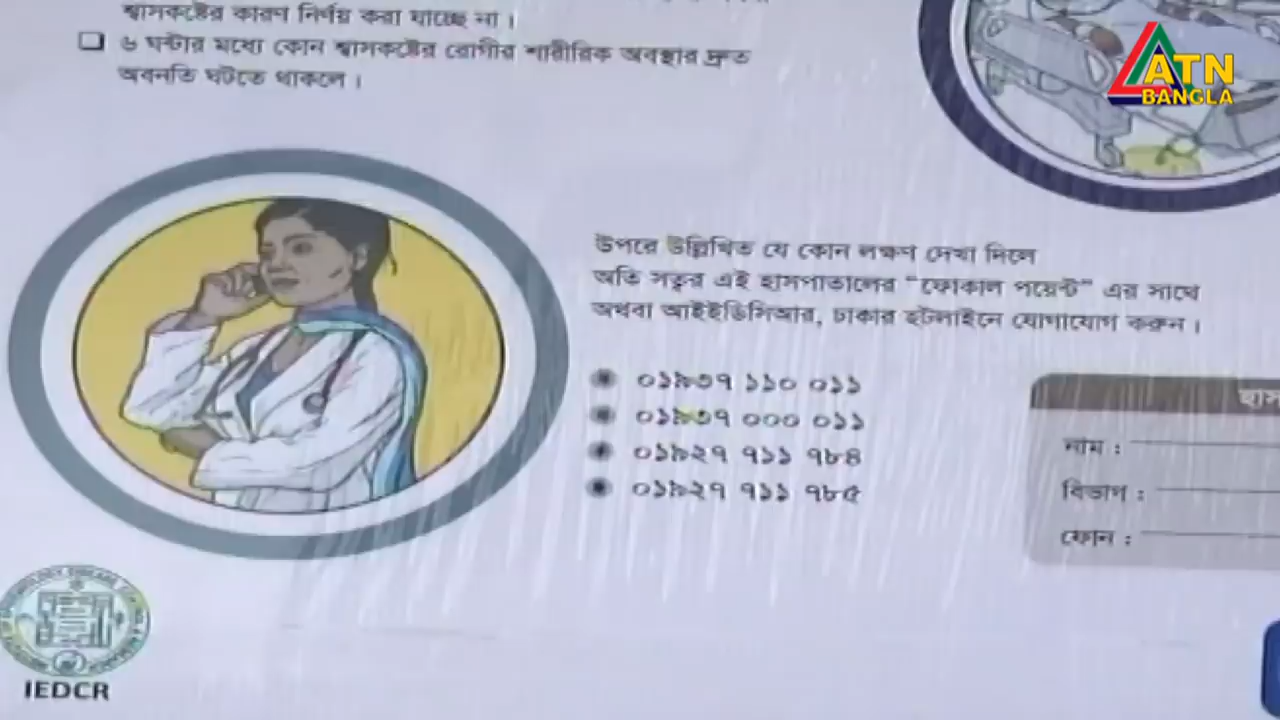 শ্বাসকষ্টের কারণ নির্ণয় করা যাচ্ছে না।
৬ ঘন্টার মধ্যে কোন শ্বাসকষ্টের রোগীর শারীরিক অবস্থার দ্রুত
অবনতি ঘটতে থাকলে।
ATN
BANGLA
উপরে উল্লিখিত যে কোন লক্ষণ দেখা দিলে
অতি সত্বর এই হাসপাতালের “ফোকাল পয়েন্ট” এর সাথে
অথবা আইইডিসিআর, ঢাকার হটলাইনে যোগাযোগ করুন।
০১৯৩৭ ১১০ ০১১
০১৯৩৭ ০০০ ০১১
০১৯২৭ ৭১১ ৭৮৪
০১৯২৭ ৭১১ ৭৮৫
নাম :
বিভাগ :
ফোন :
IEDCR